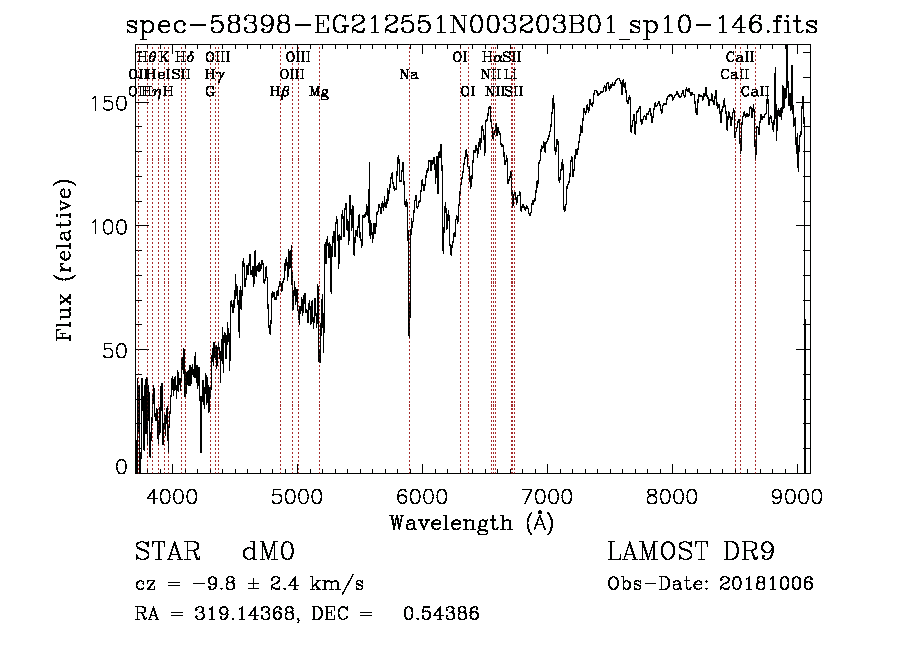 spec-58398-EG212551N003203B01_sp10-146.fits
Hθ K Hδ OIII OIII OI Hα SII CaII
OII HeI SII Hγ OIII NII Li CaII
OII Hη H G Hβ Mg Na OI NII SII CaII
150
100
50
0
Flux (relative)
4000 5000 6000 7000 8000 9000
Wavelength (Å)
STAR dM0 LAMOST DR9
cz = −9.8 ± 2.4 km/s Obs-Date: 20181006
RA = 319.14368, DEC = 0.54386